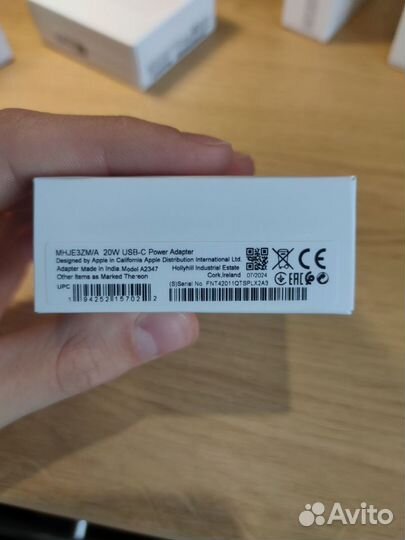 MHJE3ZM/A 20W USB-C Power Adapter
Designed by Apple in California Apple Distribution International Ltd.
Adapter Made in India. Model A2347 Hollyhill Industrial Estate
Other Items as Marked Thereon Cork, Ireland 07/2024
CE
EAC
UPC
1 94252 15702 2
(S)Serial No. FNT42011QTSPLX2A3
Avito